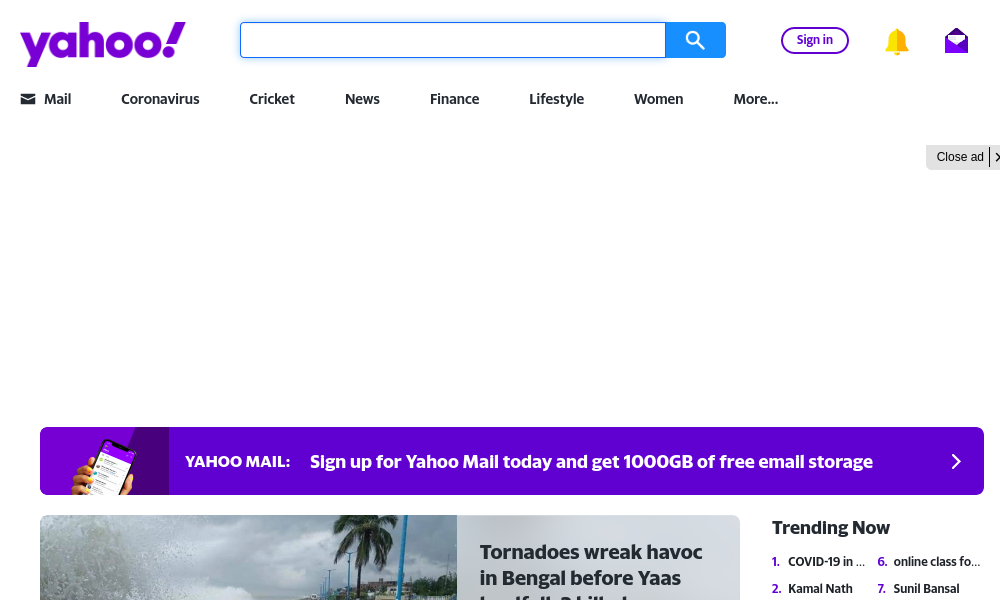 yahoo!
Sign in
Mail
Coronavirus
Cricket
News
Finance
Lifestyle
Women
More...
Close ad
YAHOO MAIL: Sign up for Yahoo Mail today and get 1000GB of free email storage
Tornadoes wreak havoc
in Bengal before Yaas
Trending Now
1. COVID-19 in ...
6. online class fo...
2. Kamal Nath
7. Sunil Bansal